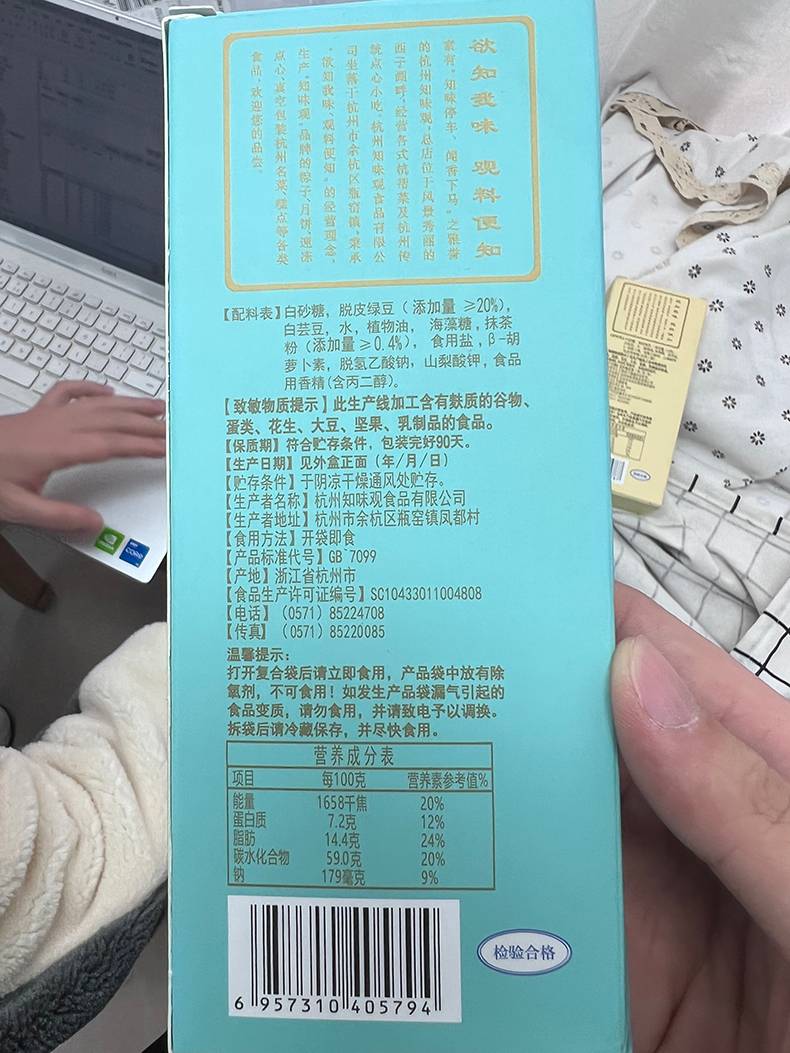 欲知我味 观料便知
素有“知味停车、闻香下马”之雅誉
的杭州知味观，总店位于风景秀丽的
西子湖畔，经营各式杭帮菜及杭州传
统点心小吃。杭州知味观食品有限公
司坐落于杭州市余杭区瓶窑镇，秉承
“欲知我味、观料便知”的经营理念，
生产“知味观”品牌的粽子、月饼、速冻
点心、真空包装杭州名菜、糕点等各类
食品，欢迎您的品尝。
【配料表】白砂糖，脱皮绿豆（添加量 ≥20%），
白芸豆，水，植物油， 海藻糖，抹茶
粉（添加量≥0.4%）， 食用盐，β-胡
萝卜素，脱氢乙酸钠，山梨酸钾，食品
用香精(含丙二醇)。
【致敏物质提示】此生产线加工含有麸质的谷物、
蛋类、花生、大豆、坚果、乳制品的食品。
【保质期】符合贮存条件，包装完好90天。
【生产日期】见外盒正面（年/月/日）
【贮存条件】于阴凉干燥通风处贮存。
【生产者名称】杭州知味观食品有限公司
【生产者地址】杭州市余杭区瓶窑镇凤都村
【食用方法】开袋即食
【产品标准代号】GB 7099
【产地】浙江省杭州市
【食品生产许可证编号】SC10433011004808
【电话】（0571）85224708
【传真】（0571）85220085
温馨提示：
打开复合袋后请立即食用，产品袋中放有除
氧剂，不可食用！如发生产品袋漏气引起的
食品变质，请勿食用，并请致电予以调换。
拆袋后请冷藏保存，并尽快食用。
营养成分表
项目 每100克 营养素参考值%
能量 1658千焦 20%
蛋白质 7.2克 12%
脂肪 14.4克 24%
碳水化合物 59.0克 20%
钠 179毫克 9%
6 957310 405794
检验合格
CORE